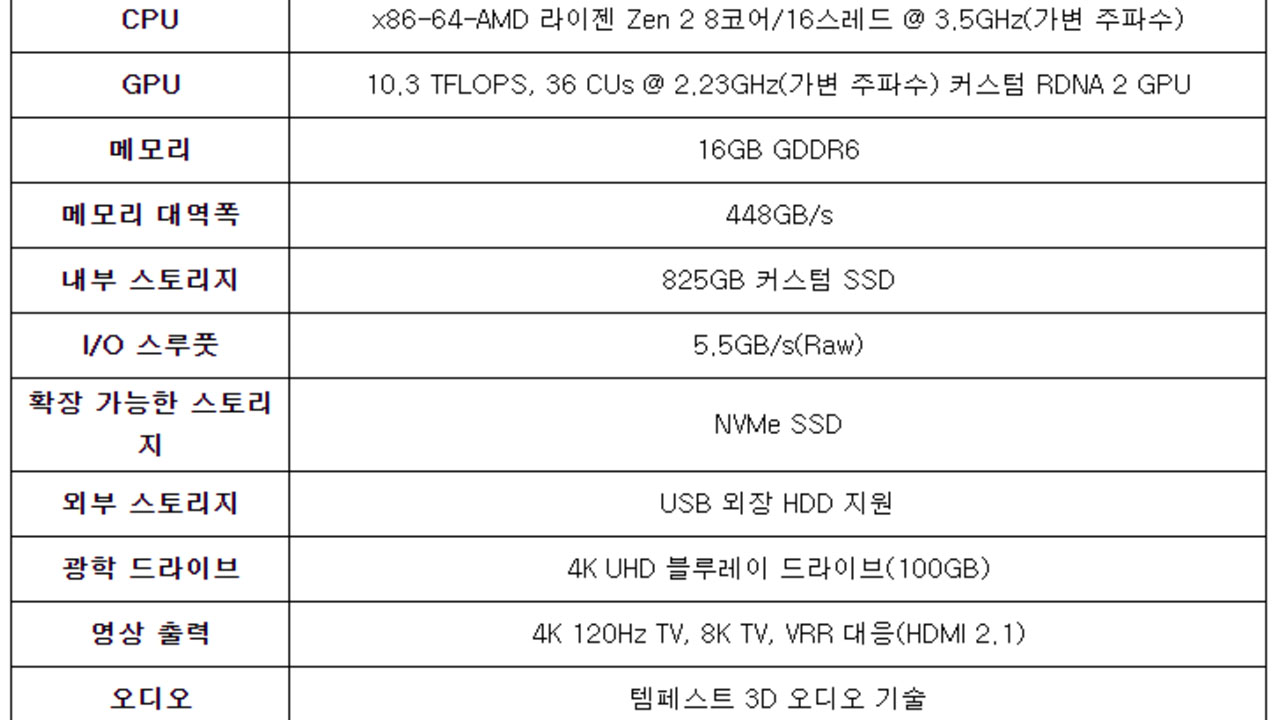 CPU x86-64-AMD 라이젠 Zen 2 8코어/16스레드 @ 3.5GHz(가변 주파수)
GPU 10.3 TFLOPS, 36 CUs @ 2.23GHz(가변 주파수) 커스텀 RDNA 2 GPU
메모리 16GB GDDR6
메모리 대역폭 448GB/s
내부 스토리지 825GB 커스텀 SSD
I/O 스루풋 5.5GB/s(Raw)
확장 가능한 스토리
지
NVMe SSD
외부 스토리지 USB 외장 HDD 지원
광학 드라이브 4K UHD 블루레이 드라이브(100GB)
영상 출력 4K 120Hz TV, 8K TV, VRR 대응(HDMI 2.1)
오디오 템페스트 3D 오디오 기술